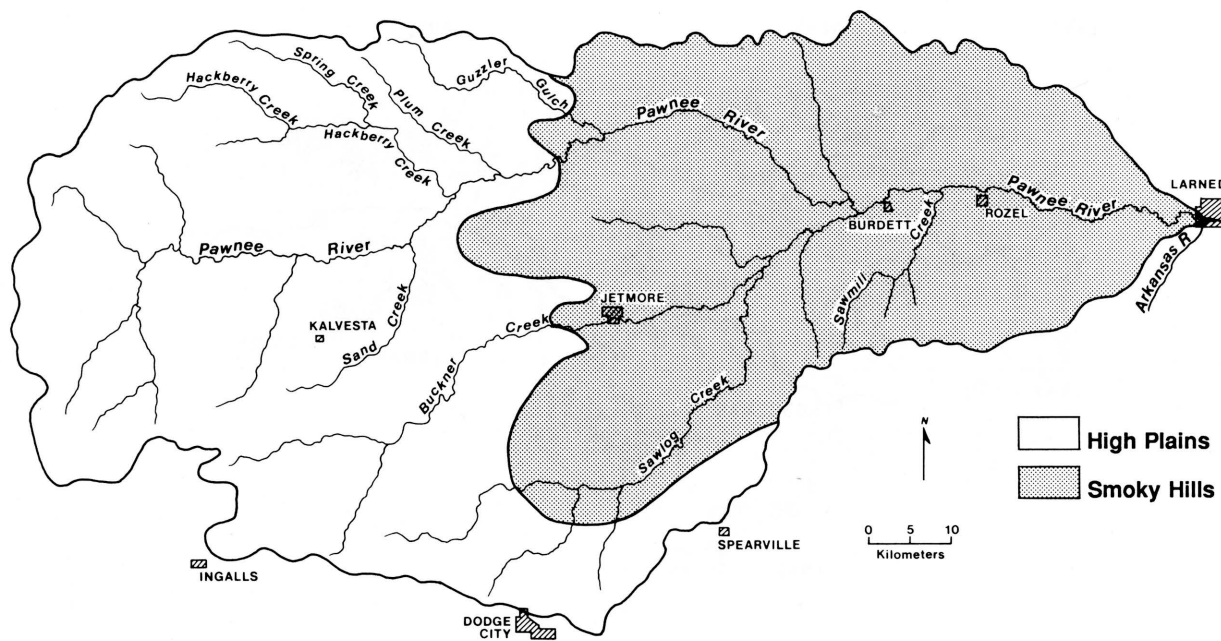 Spring Creek
Hackberry Creek
Plum Creek
Guzzler Gulch
Hackberry Creek
Pawnee River
LARNED
Pawnee River
ROZEL
BURDETT
Creek
Sawmill
Arkansas R
Pawnee River
JETMORE
KALVESTA
Sand Creek
Buckner Creek
Sawlog Creek
N
High Plains
Smoky Hills
0 5 10
Kilometers
SPEARVILLE
INGALLS
DODGE
CITY